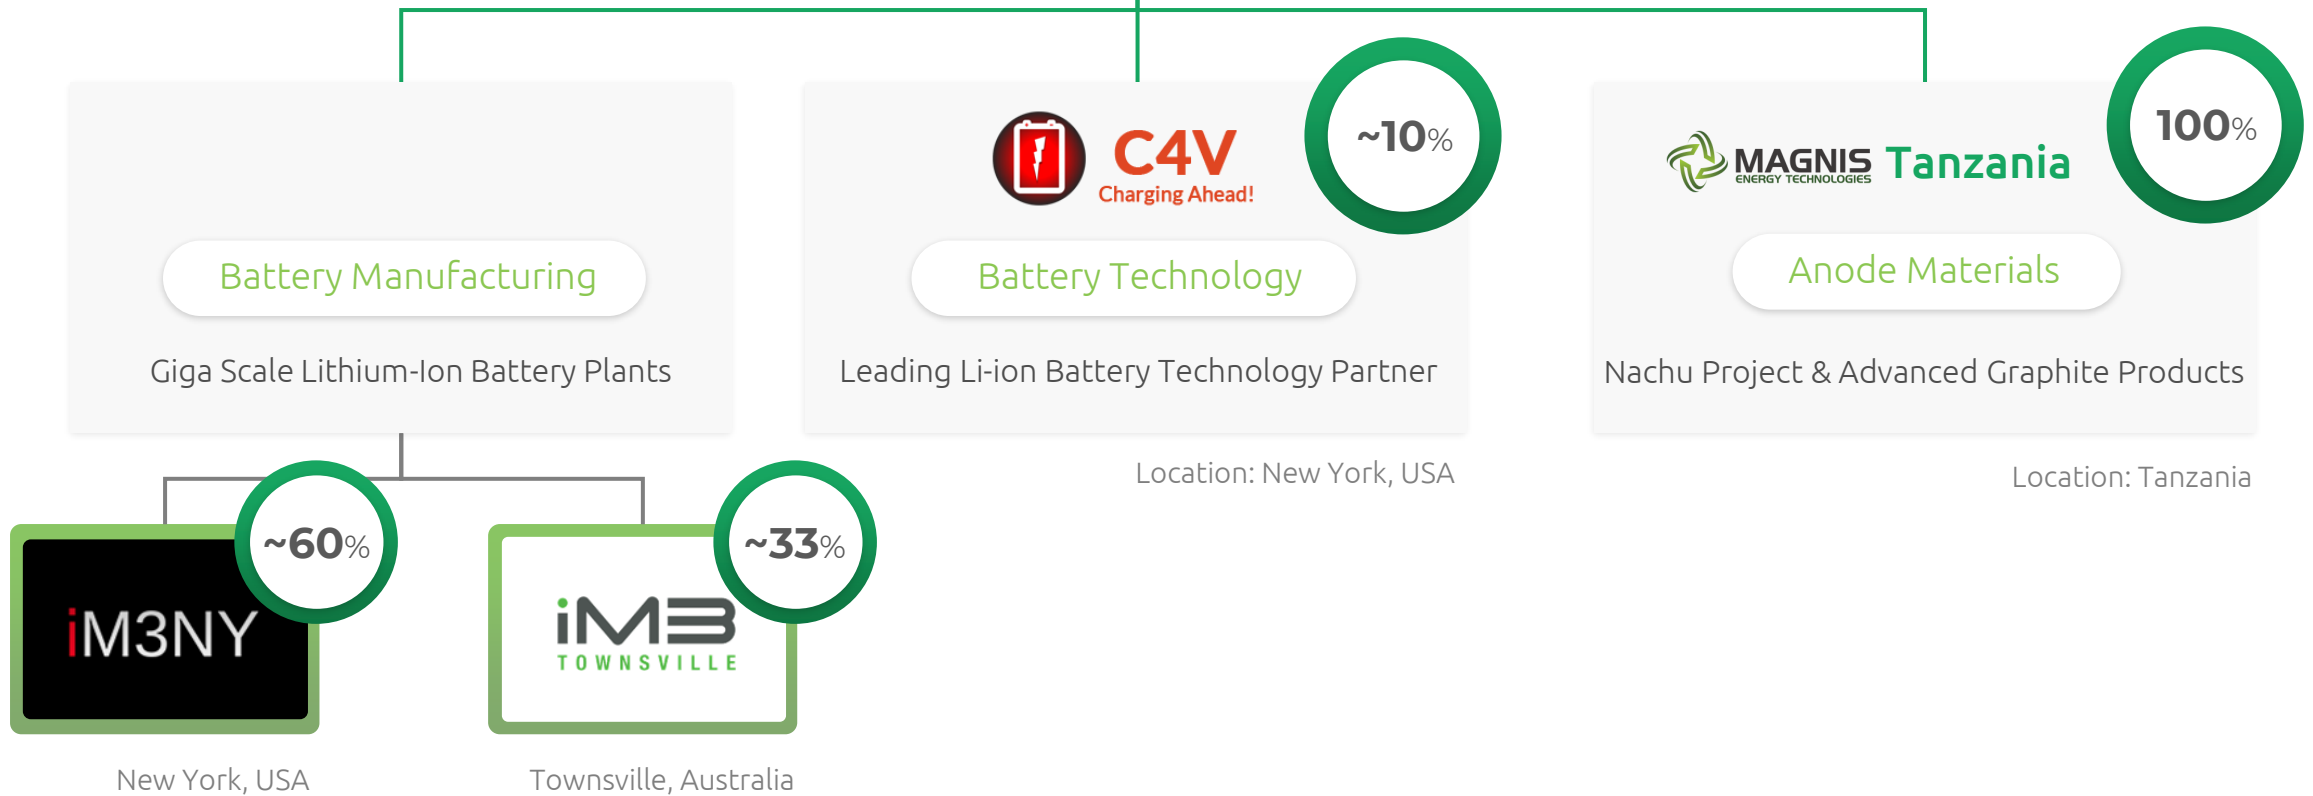 Battery Manufacturing
Giga Scale Lithium-Ion Battery Plants
~60%
iM3NY
New York, USA
~33%
iM3
TOWNSVILLE
Townsville, Australia
C4V
Charging Ahead!
~10%
Battery Technology
Leading Li-ion Battery Technology Partner
Location: New York, USA
MAGNIS Tanzania
ENERGY TECHNOLOGIES
100%
Anode Materials
Nachu Project & Advanced Graphite Products
Location: Tanzania